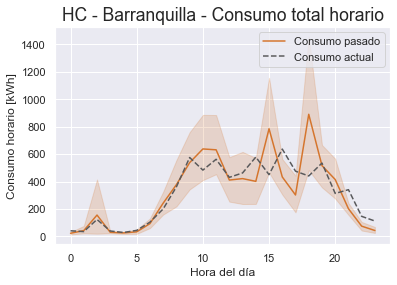 HC - Barranquilla - Consumo total horario
Consumo horario [kWh]
1400
1200
1000
800
600
400
200
0
Consumo pasado
Consumo actual
0 5 10 15 20
Hora del día